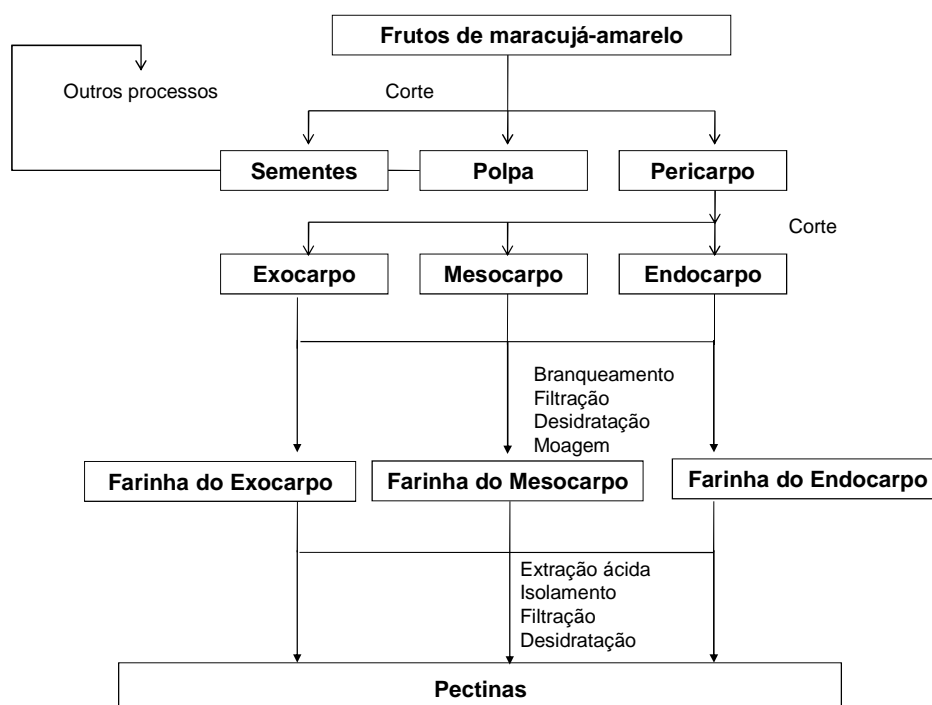 Frutos de maracujá-amarelo
Outros processos
Corte
Sementes
Polpa
Pericarpo
Corte
Exocarpo
Mesocarpo
Endocarpo
Branqueamento
Filtração
Desidratação
Moagem
Farinha do Exocarpo
Farinha do Mesocarpo
Farinha do Endocarpo
Extração ácida
Isolamento
Filtração
Desidratação
Pectinas